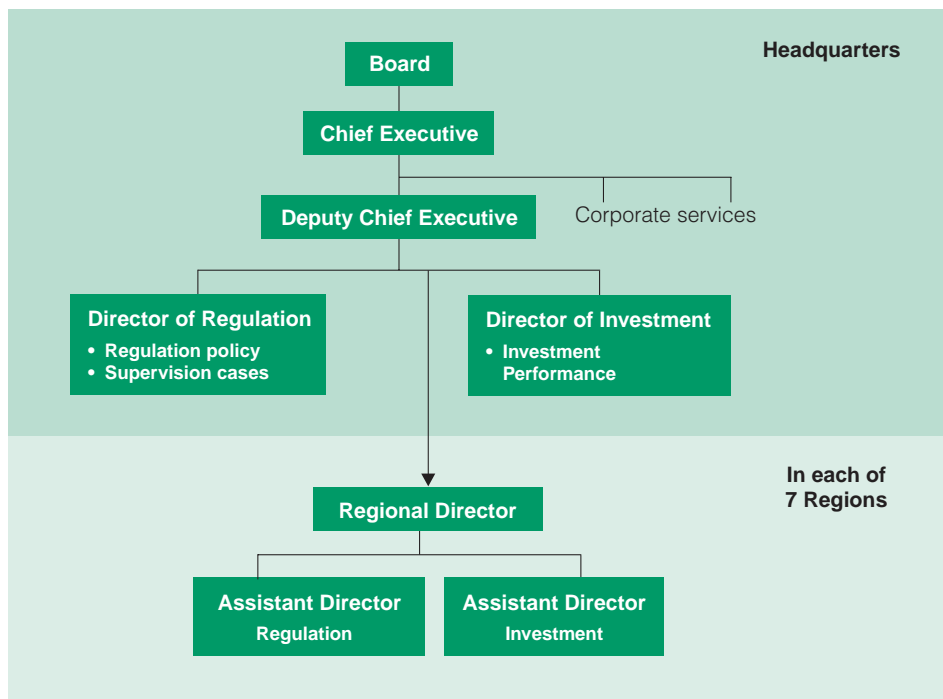 Headquarters
Board
Chief Executive
Deputy Chief Executive
Corporate services
Director of Regulation
• Regulation policy
• Supervision cases
Director of Investment
• Investment
Performance
In each of
7 Regions
Regional Director
Assistant Director
Regulation
Assistant Director
Investment